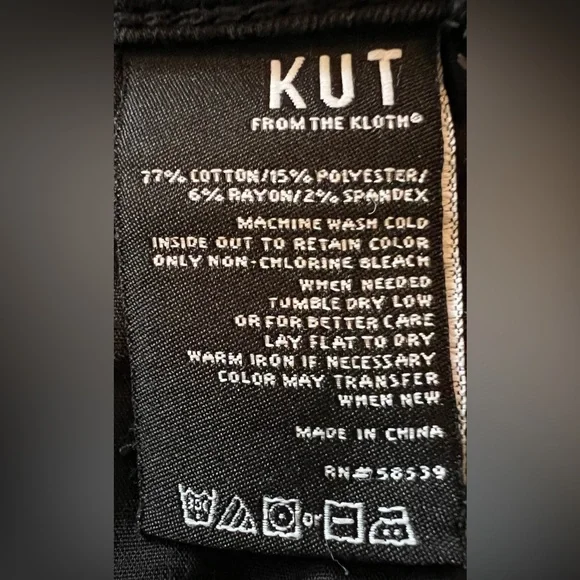 KUT
FROM THE KLOTH®
77% COTTON/15% POLYESTER/
6% RAYON/2% SPANDEX
MACHINE WASH COLD
INSIDE OUT TO RETAIN COLOR
ONLY NON-CHLORINE BLEACH
WHEN NEEDED
TUMBLE DRY LOW
OR FOR BETTER CARE
LAY FLAT TO DRY
WARM IRON IF NECESSARY
COLOR MAY TRANSFER
WHEN NEW
MADE IN CHINA
RN#58539
or